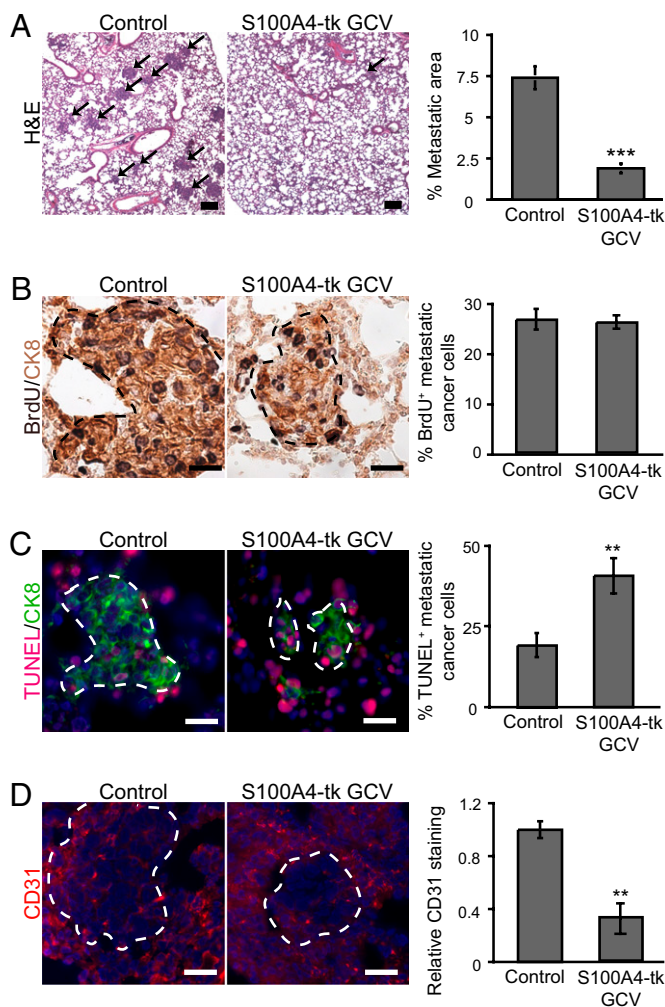 A
Control
S100A4-tk GCV
H&E
% Metastatic area
10
7.5
5
2.5
0
***
Control
S100A4-tk
GCV
B
Control
S100A4-tk GCV
BrdU/CK8
% BrdU+ metastatic
cancer cells
30
20
10
0
Control
S100A4-tk
GCV
C
Control
S100A4-tk GCV
TUNEL/CK8
% TUNEL+ metastatic
cancer cells
50
25
0
**
Control
S100A4-tk
GCV
D
Control
S100A4-tk GCV
CD31
Relative CD31 staining
1.2
0.8
0.4
0
**
Control
S100A4-tk
GCV